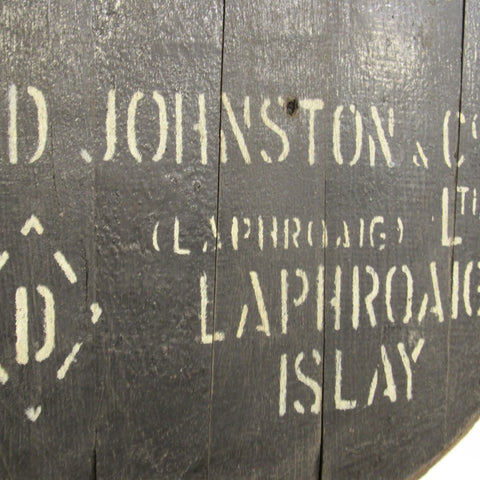 D JOHNSTON & Cº
(LAPHROAIG) LTD
LAPHROAIG
ISLAY
D